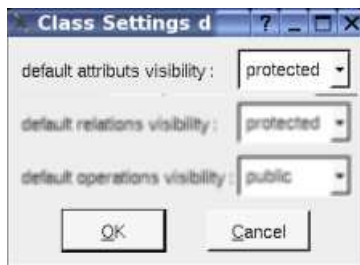 Class Settings d
default attributs visibility : protected
default relations visibility : protected
default operations visibility : public
OK Cancel